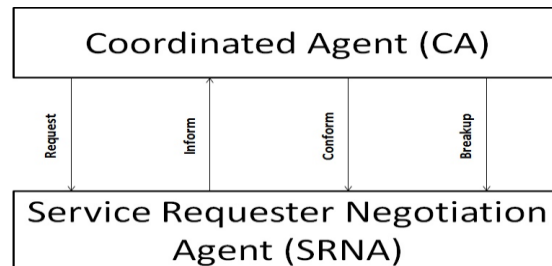 Coordinated Agent (CA)
Request
Inform
Conform
Breakup
Service Requester Negotiation
Agent (SRNA)